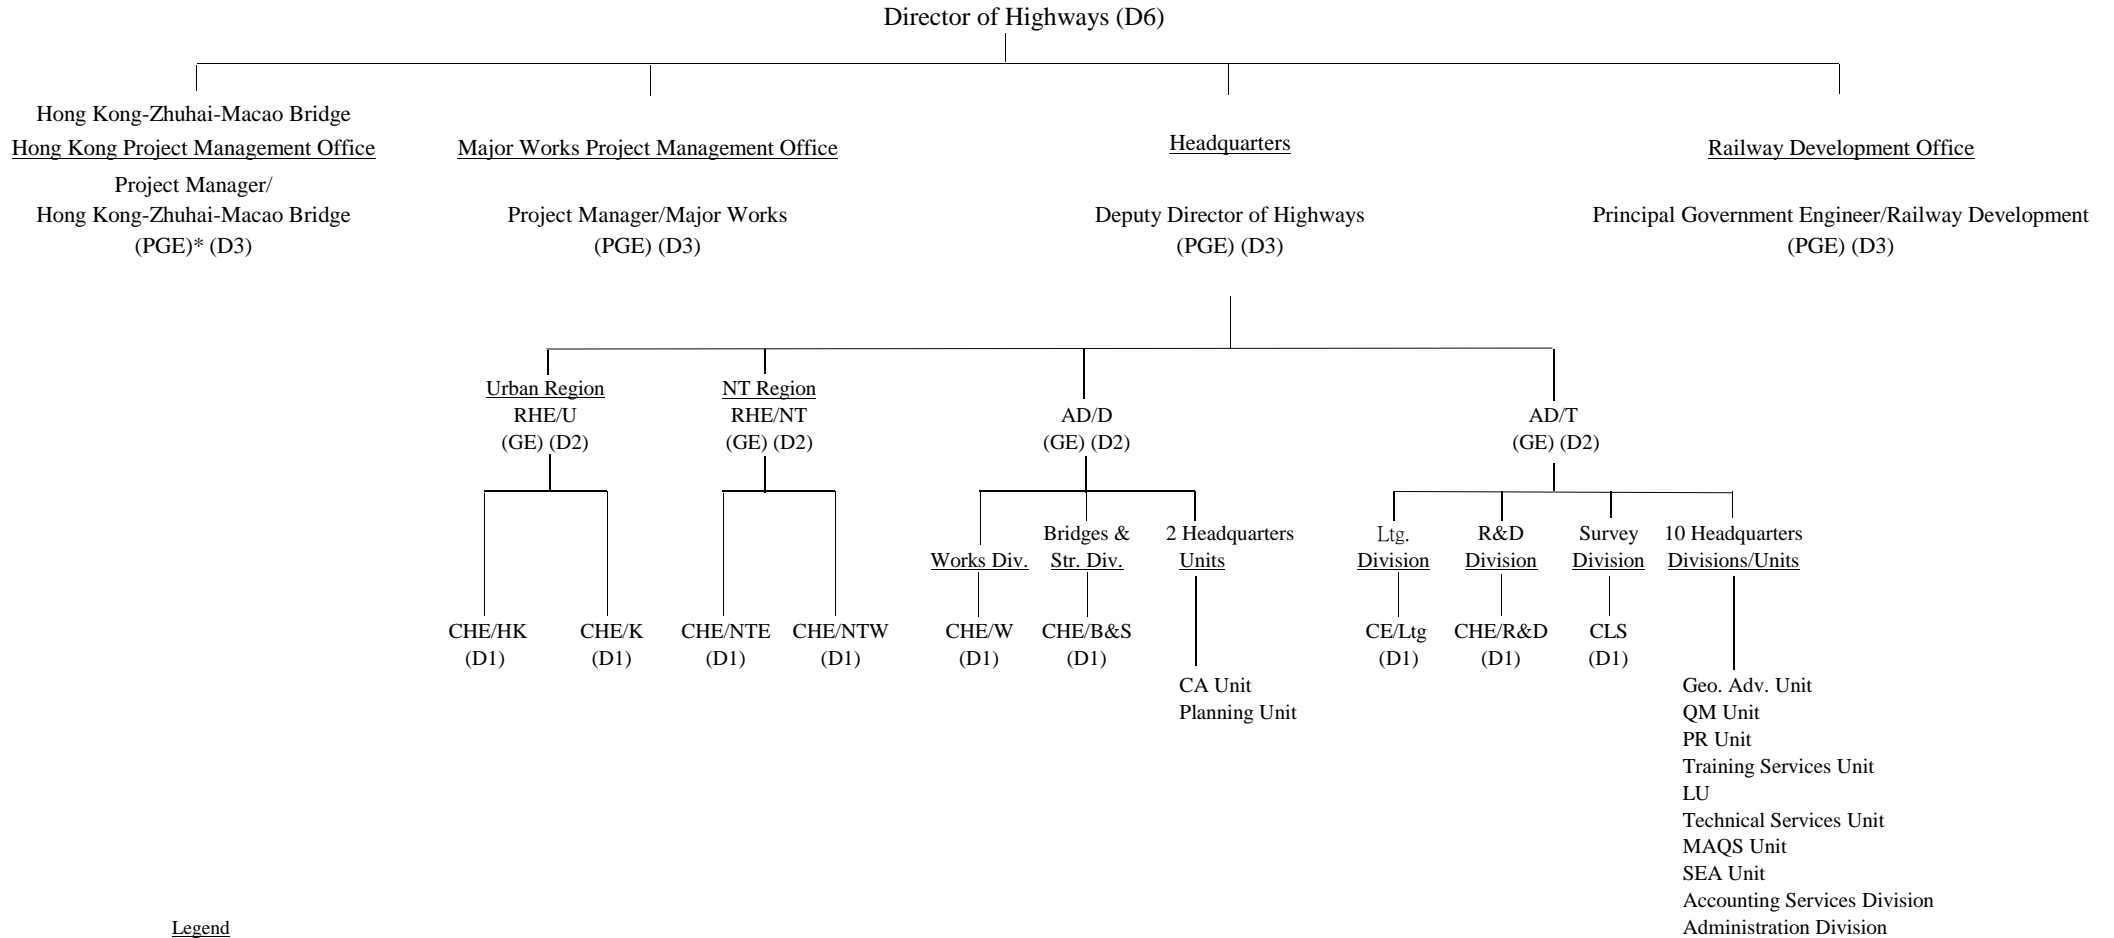 Director of Highways (D6)
Hong Kong-Zhuhai-Macao Bridge
Hong Kong Project Management Office
Project Manager/
Hong Kong-Zhuhai-Macao Bridge
(PGE)* (D3)
Major Works Project Management Office
Project Manager/Major Works
(PGE) (D3)
Headquarters
Deputy Director of Highways
(PGE) (D3)
Railway Development Office
Principal Government Engineer/Railway Development
(PGE) (D3)
Urban Region
RHE/U
(GE) (D2)
NT Region
RHE/NT
(GE) (D2)
AD/D
(GE) (D2)
AD/T
(GE) (D2)
CHE/HK
(D1)
CHE/K
(D1)
CHE/NTE
(D1)
CHE/NTW
(D1)
Works Div.
CHE/W
(D1)
Bridges &
Str. Div.
CHE/B&S
(D1)
2 Headquarters
Units
CA Unit
Planning Unit
Ltg.
Division
CE/Ltg
(D1)
R&D
Division
CHE/R&D
(D1)
Survey
Division
CLS
(D1)
10 Headquarters
Divisions/Units
Geo. Adv. Unit
QM Unit
PR Unit
Training Services Unit
LU
Technical Services Unit
MAQS Unit
SEA Unit
Accounting Services Division
Administration Division
Legend